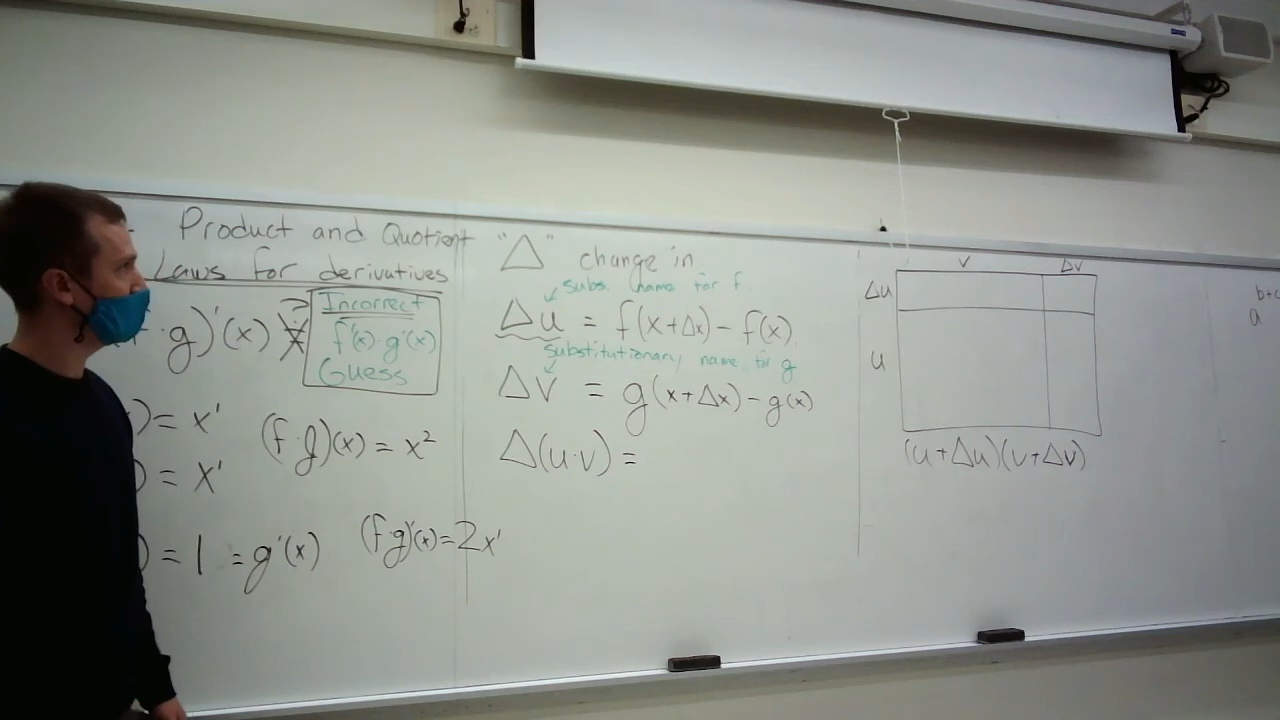 Product and Quotient
Laws for derivatives
· g)'(x)
?
Incorrect
f'(x)·g'(x)
Guess
) = x'
(f·g)(x) = x²
) = x'
) = 1 = g'(x)
(f·g)'(x) = 2x'
"Δ" change in
subs. name for f
Δu = f(x+Δx) - f(x)
substitutionary name for g
Δv = g(x+Δx) - g(x)
Δ(u·v) =
v Δv
Δu
u
(u+Δu)(v+Δv)
a